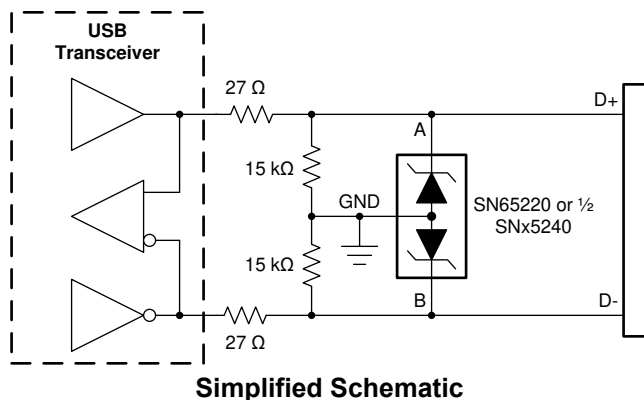 USB
Transceiver
27 Ω
D+
A
15 kΩ
GND
SN65220 or ½
SNx5240
15 kΩ
B
D-
27 Ω
Simplified Schematic